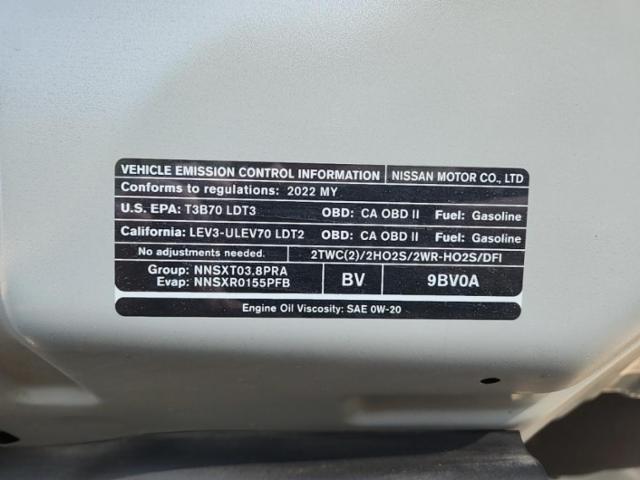 VEHICLE EMISSION CONTROL INFORMATION NISSAN MOTOR CO., LTD
Conforms to regulations: 2022 MY
U.S. EPA: T3B70 LDT3 OBD: CA OBD II Fuel: Gasoline
California: LEV3-ULEV70 LDT2 OBD: CA OBD II Fuel: Gasoline
No adjustments needed. 2TWC(2)/2HO2S/2WR-HO2S/DFI
Group: NNSXT03.8PRA BV 9BV0A
Evap: NNSXR0155PFB
Engine Oil Viscosity: SAE 0W-20